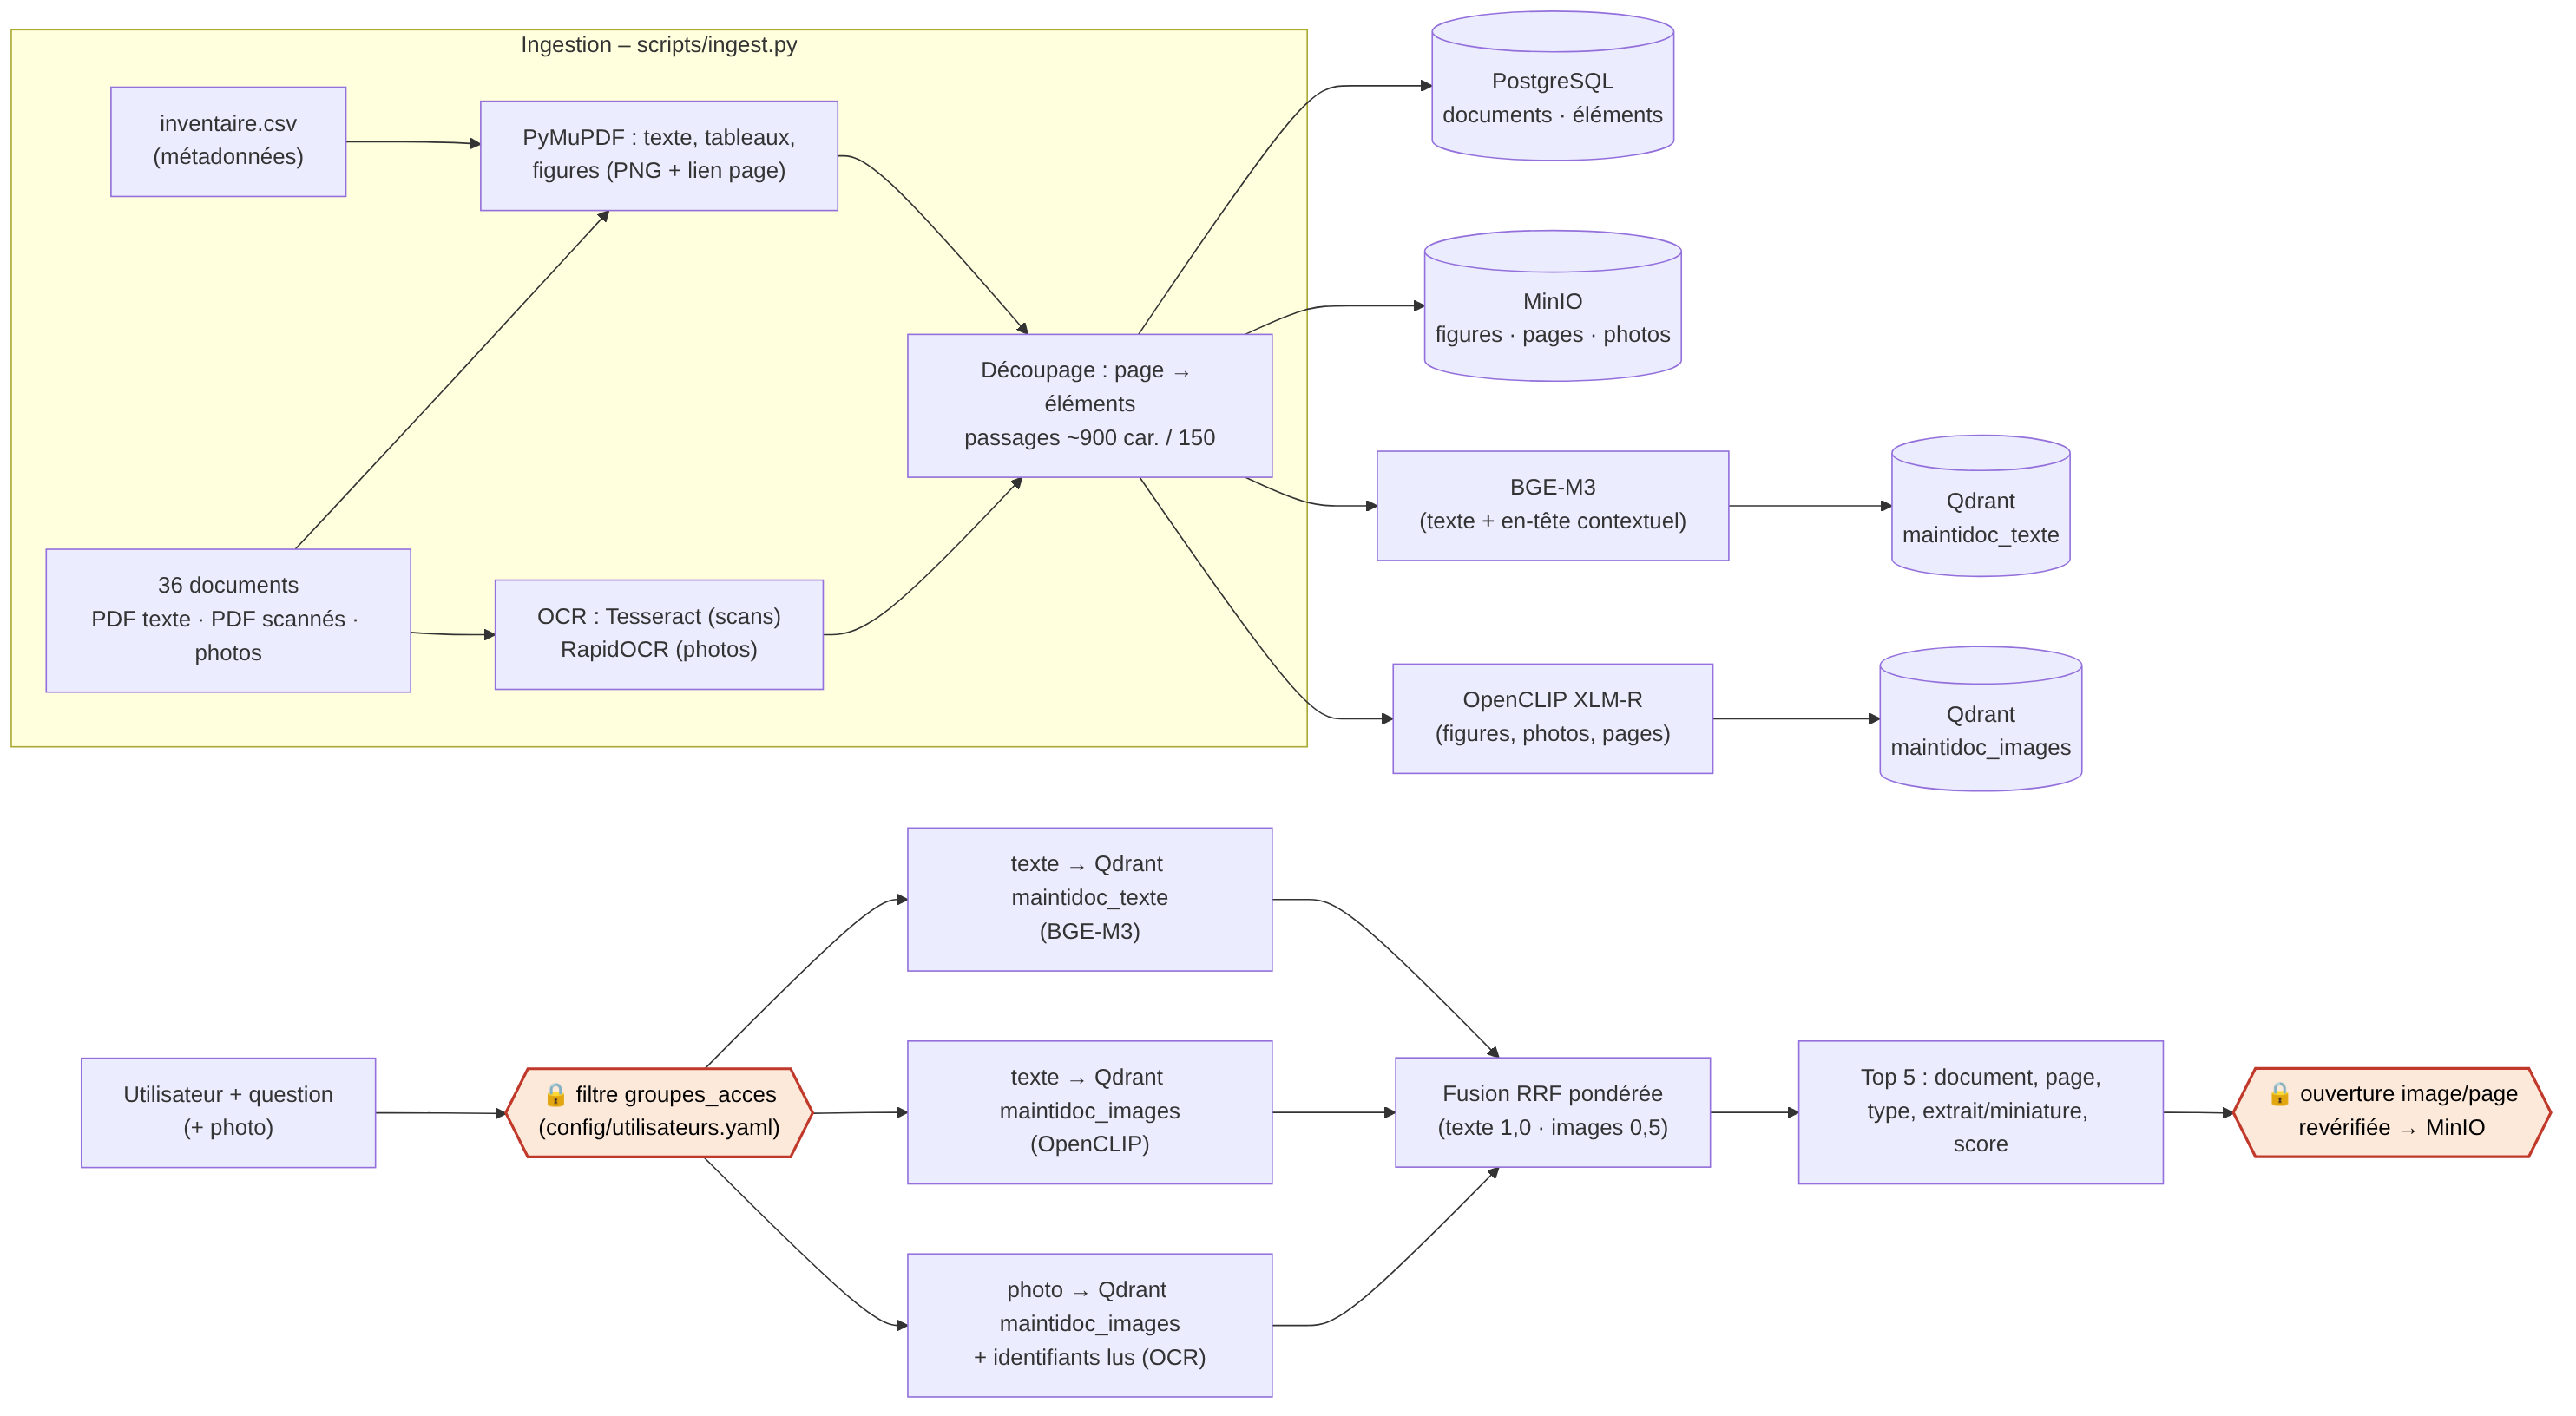 Ingestion – scripts/ingest.py
inventaire.csv
(métadonnées)
PyMuPDF : texte, tableaux,
figures (PNG + lien page)
36 documents
PDF texte · PDF scannés ·
photos
OCR : Tesseract (scans)
RapidOCR (photos)
Découpage : page →
éléments
passages ~900 car. / 150
PostgreSQL
documents · éléments
MinIO
figures · pages · photos
BGE-M3
(texte + en-tête contextuel)
Qdrant
maintidoc_texte
OpenCLIP XLM-R
(figures, photos, pages)
Qdrant
maintidoc_images
Utilisateur + question
(+ photo)
🔒 filtre groupes_acces
(config/utilisateurs.yaml)
texte → Qdrant
maintidoc_texte
(BGE-M3)
texte → Qdrant
maintidoc_images
(OpenCLIP)
photo → Qdrant
maintidoc_images
+ identifiants lus (OCR)
Fusion RRF pondérée
(texte 1,0 · images 0,5)
Top 5 : document, page,
type, extrait/miniature,
score
🔒 ouverture image/page
revérifiée → MinIO